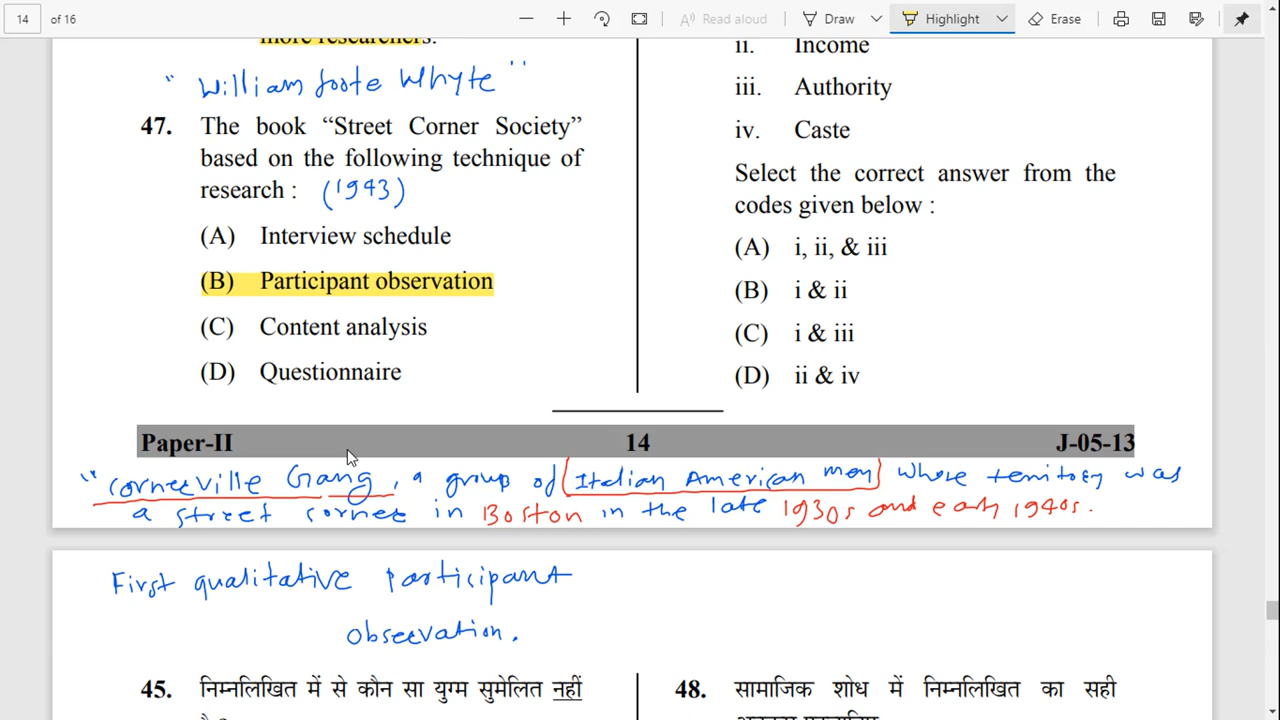 14 of 16
Read aloud
Draw
Highlight
Erase
more researchers.
"William foote Whyte"
47. The book “Street Corner Society”
based on the following technique of
research : (1943)
(A) Interview schedule
(B) Participant observation
(C) Content analysis
(D) Questionnaire
ii. Income
iii. Authority
iv. Caste
Select the correct answer from the
codes given below :
(A) i, ii, & iii
(B) i & ii
(C) i & iii
(D) ii & iv
Paper-II 14 J-05-13
"Cornerville Gang, a group of (Italian American men) whose territory was
a street corner in Boston in the late 1930s and early 1940s.
First qualitative participant
observation.
45. निम्नलिखित में से कौन सा युग्म सुमेलित नहीं
48. सामाजिक शोध में निम्नलिखित का सही